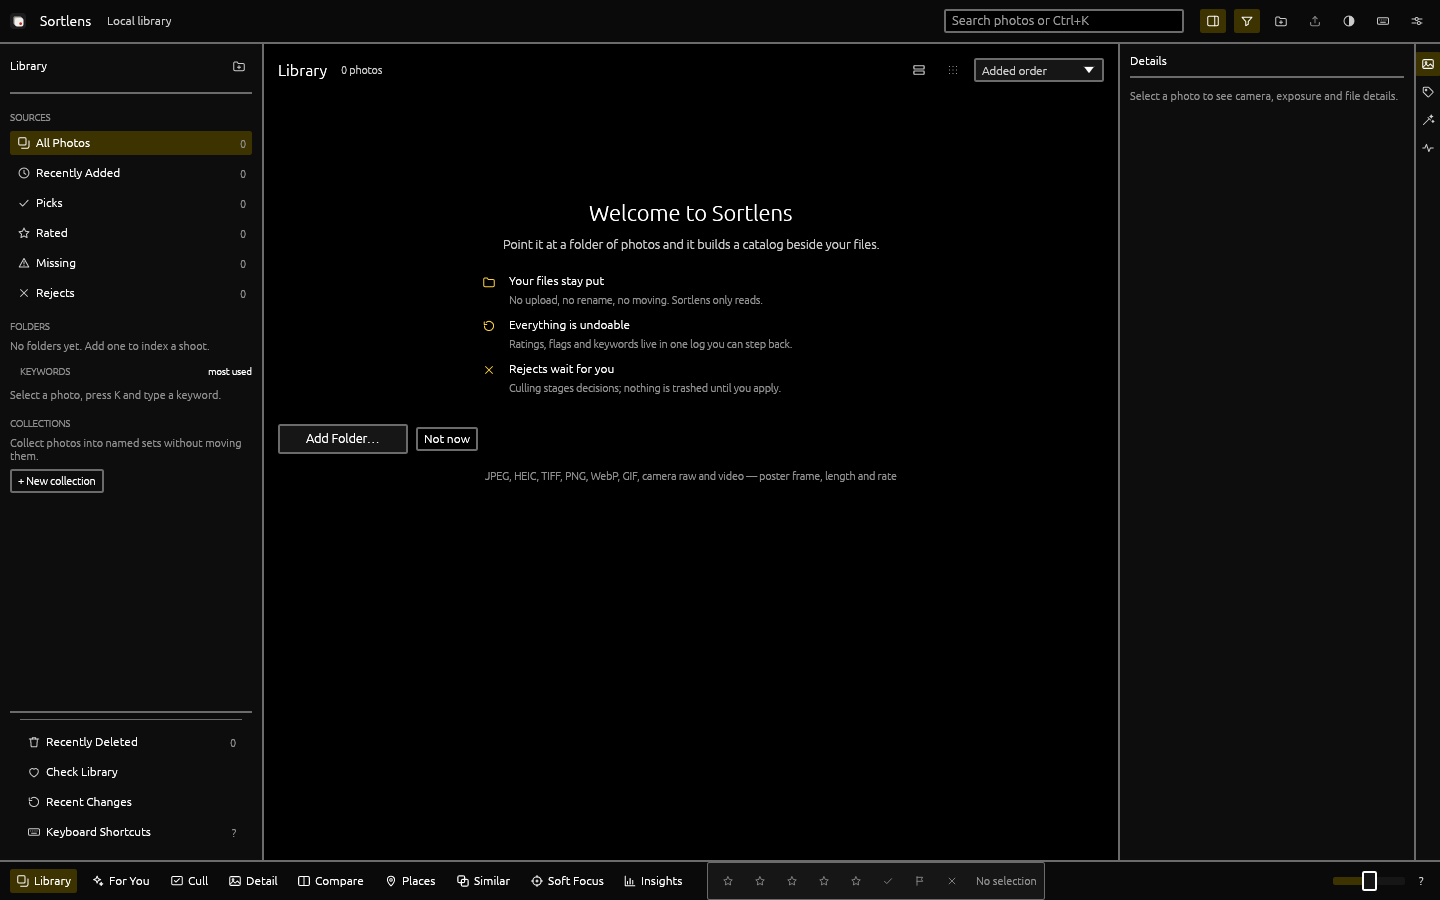 Sortlens Local library
Search photos or Ctrl+K
Library
SOURCES
All Photos 0
Recently Added 0
Picks 0
Rated 0
Missing 0
Rejects 0
FOLDERS
No folders yet. Add one to index a shoot.
KEYWORDS most used
Select a photo, press K and type a keyword.
COLLECTIONS
Collect photos into named sets without moving
them.
+ New collection
Recently Deleted 0
Check Library
Recent Changes
Keyboard Shortcuts ?
Library 0 photos
Added order
Welcome to Sortlens
Point it at a folder of photos and it builds a catalog beside your files.
Your files stay put
No upload, no rename, no moving. Sortlens only reads.
Everything is undoable
Ratings, flags and keywords live in one log you can step back.
Rejects wait for you
Culling stages decisions; nothing is trashed until you apply.
Add Folder...
Not now
JPEG, HEIC, TIFF, PNG, WebP, GIF, camera raw and video — poster frame, length and rate
Details
Select a photo to see camera, exposure and file details.
Library
For You
Cull
Detail
Compare
Places
Similar
Soft Focus
Insights
No selection
?